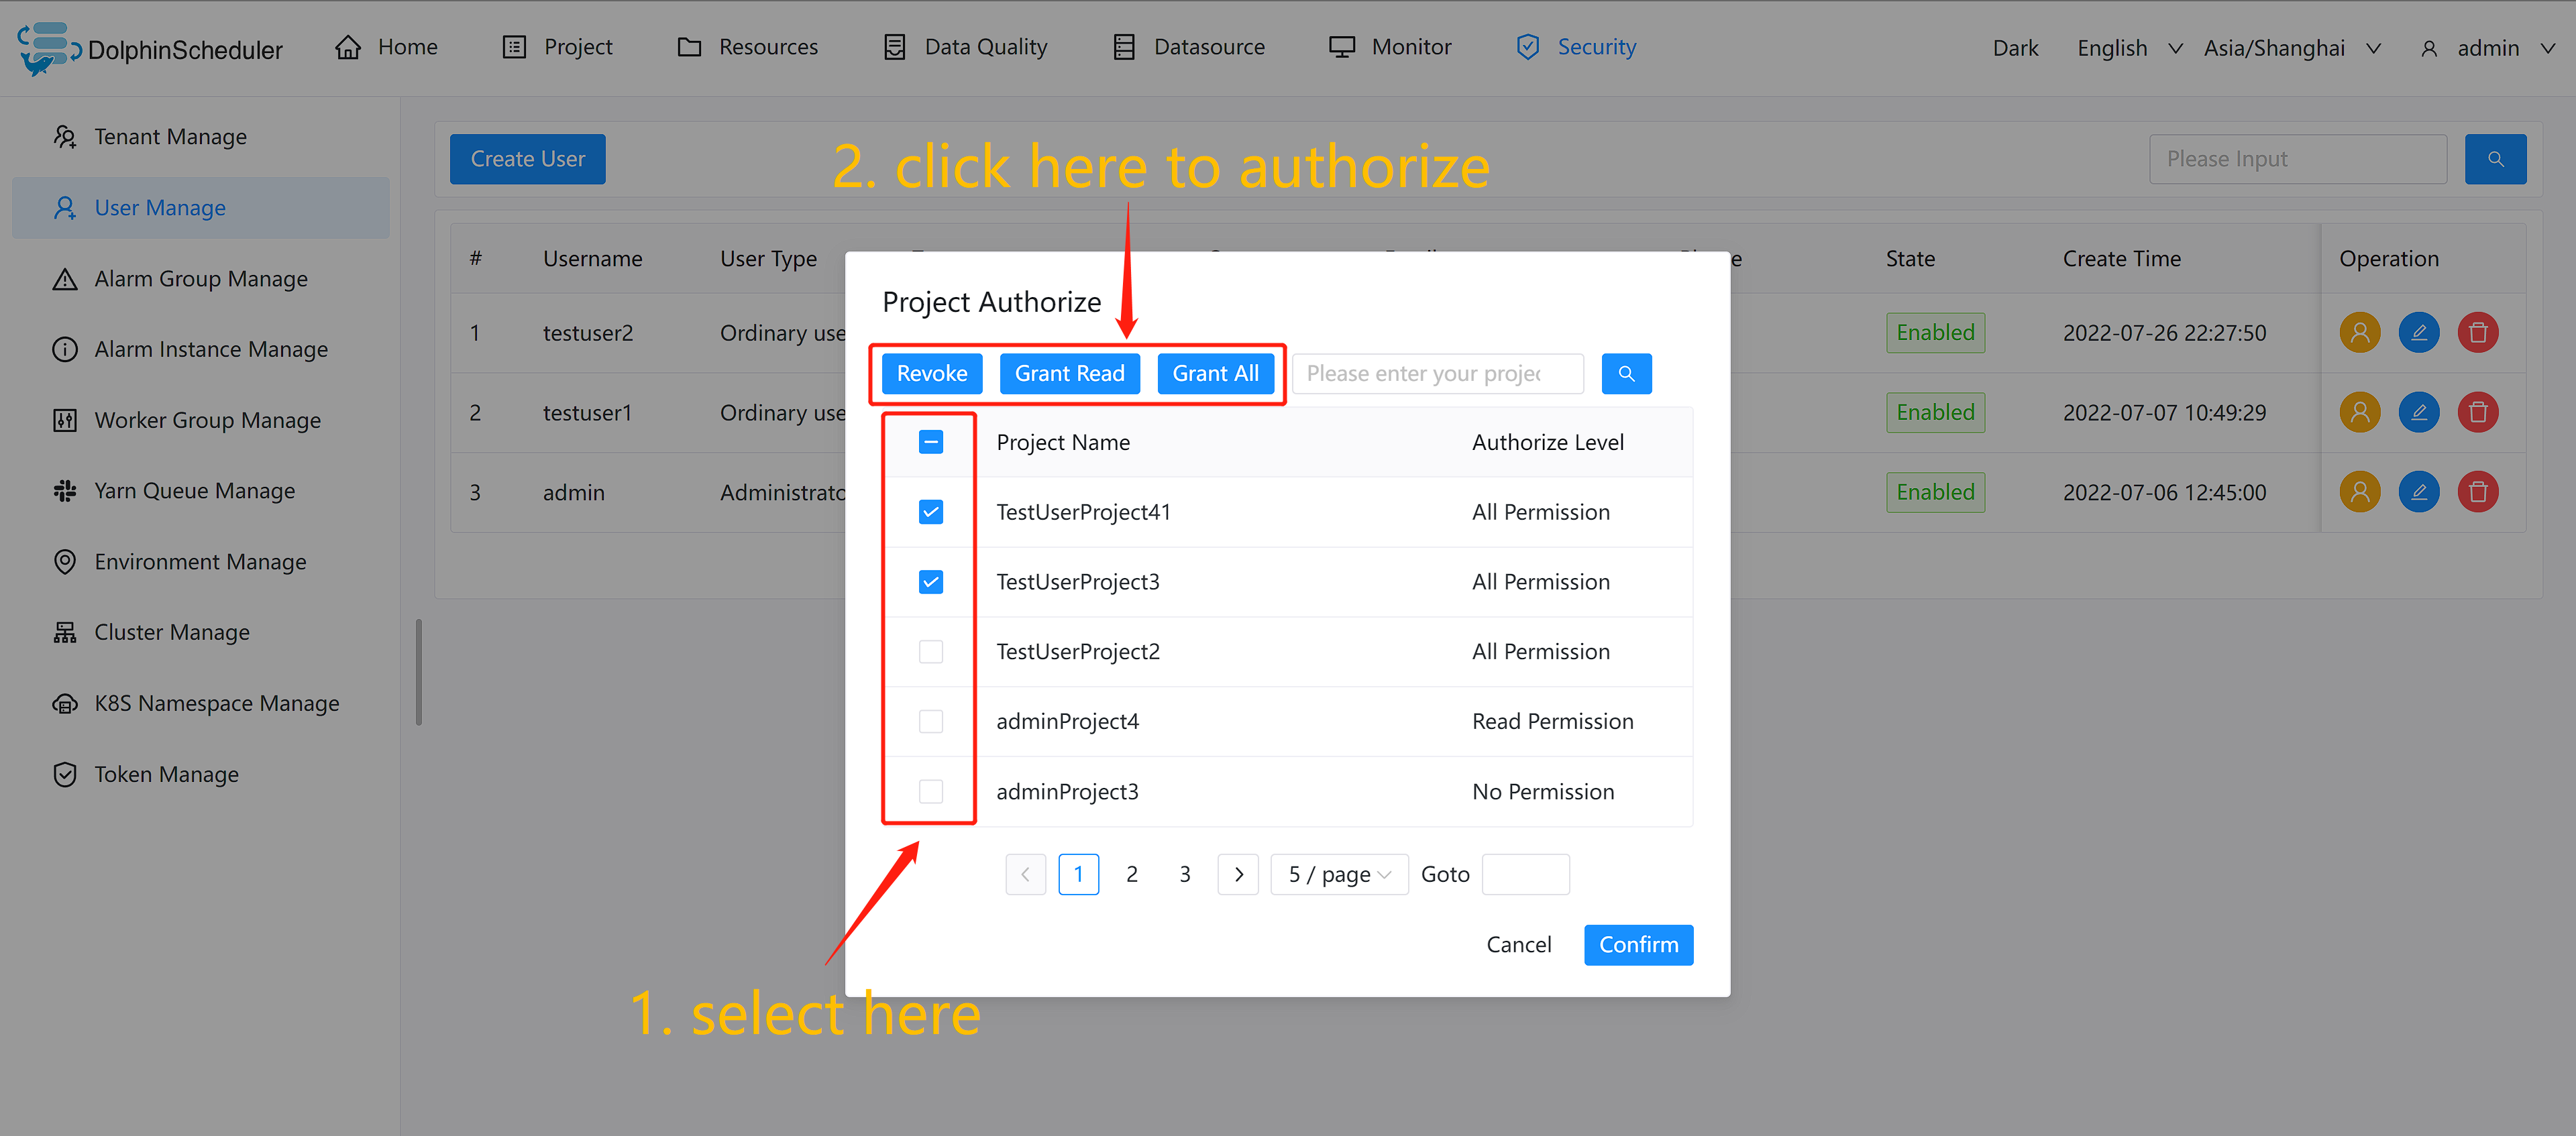 DolphinScheduler
Home
Project
Resources
Data Quality
Datasource
Monitor
Security
Dark
English
Asia/Shanghai
admin
Tenant Manage
User Manage
Alarm Group Manage
Alarm Instance Manage
Worker Group Manage
Yarn Queue Manage
Environment Manage
Cluster Manage
K8S Namespace Manage
Token Manage
Create User
2. click here to authorize
Please Input
# Username User Type State Create Time Operation
1 testuser2 Ordinary use Enabled 2022-07-26 22:27:50
2 testuser1 Ordinary use Enabled 2022-07-07 10:49:29
3 admin Administrato Enabled 2022-07-06 12:45:00
Project Authorize
Revoke Grant Read Grant All Please enter your projec
Project Name Authorize Level
TestUserProject41 All Permission
TestUserProject3 All Permission
TestUserProject2 All Permission
adminProject4 Read Permission
adminProject3 No Permission
1 2 3 5 / page Goto
Cancel Confirm
1. select here